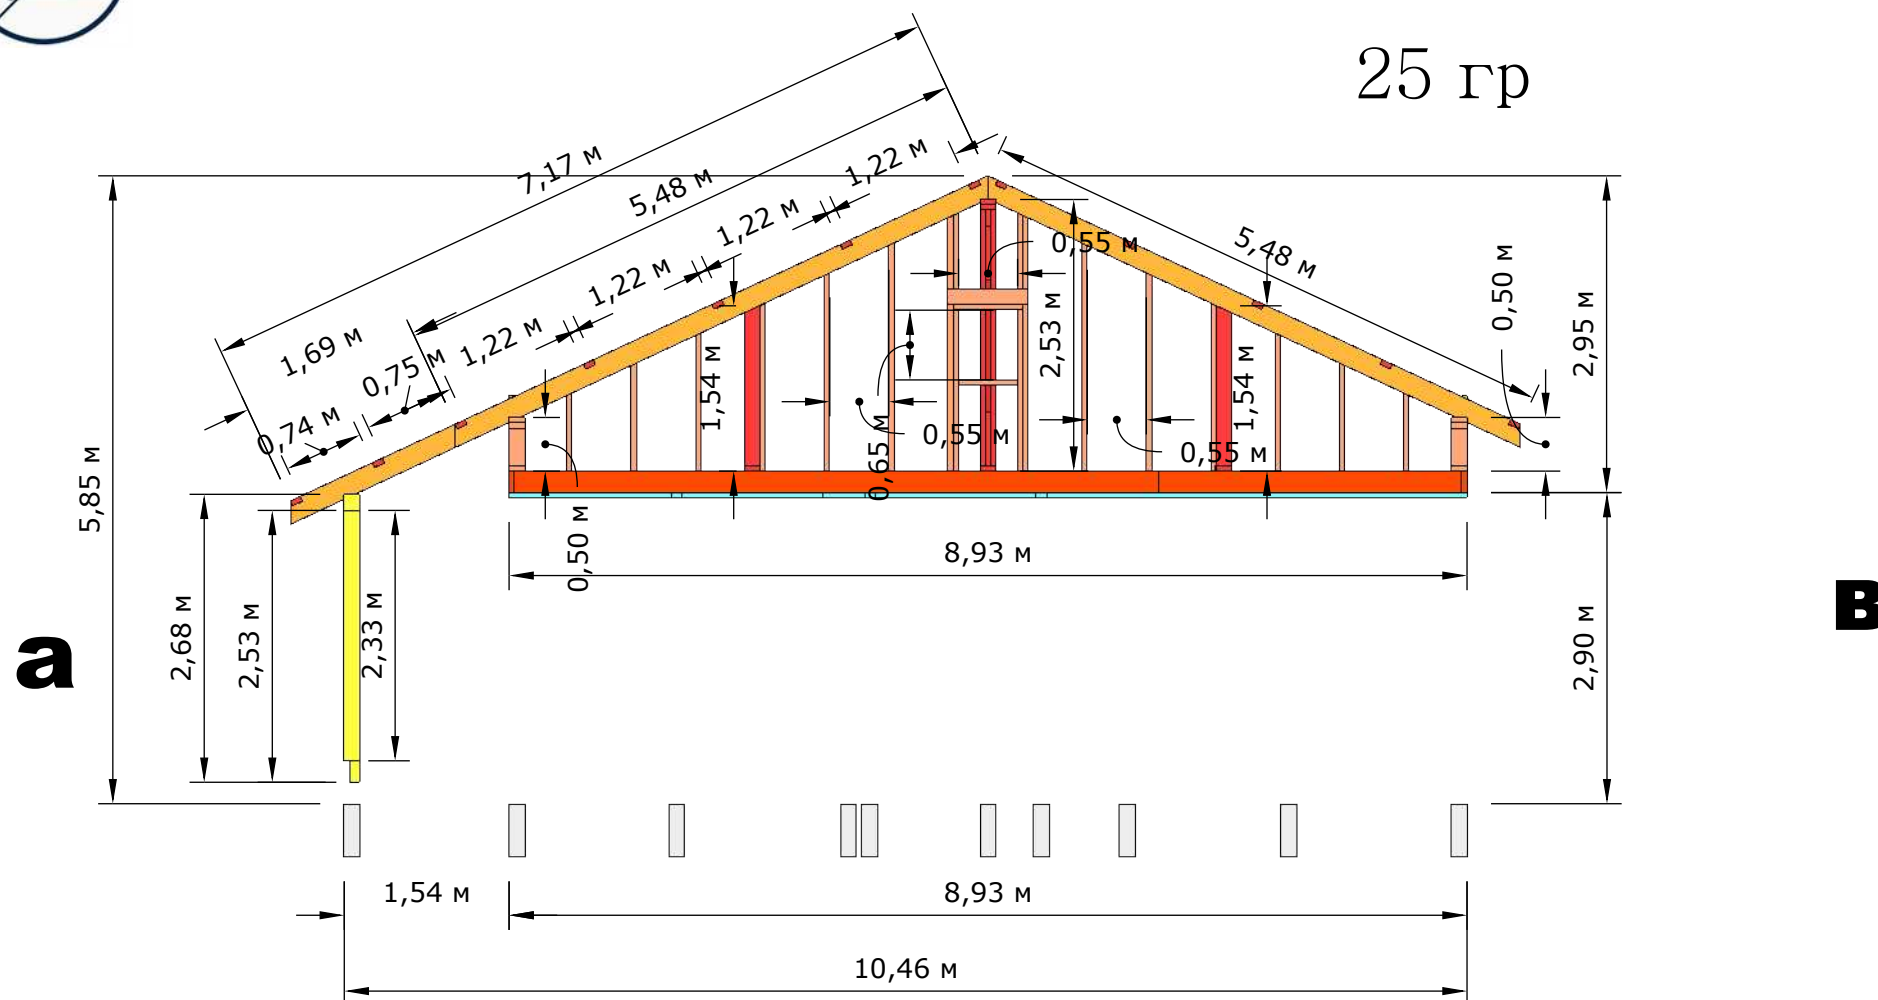 25 гр
7,17 м
5,48 м
1,22 м
1,22 м
1,22 м
1,22 м
1,69 м
0,75 м
0,74 м
0,55 м
5,48 м
0,50 м
2,95 м
2,53 м
1,54 м
1,54 м
0,65 м
0,55 м
0,55 м
5,85 м
0,50 м
8,93 м
2,68 м
2,53 м
2,33 м
2,90 м
а
в
1,54 м
8,93 м
10,46 м